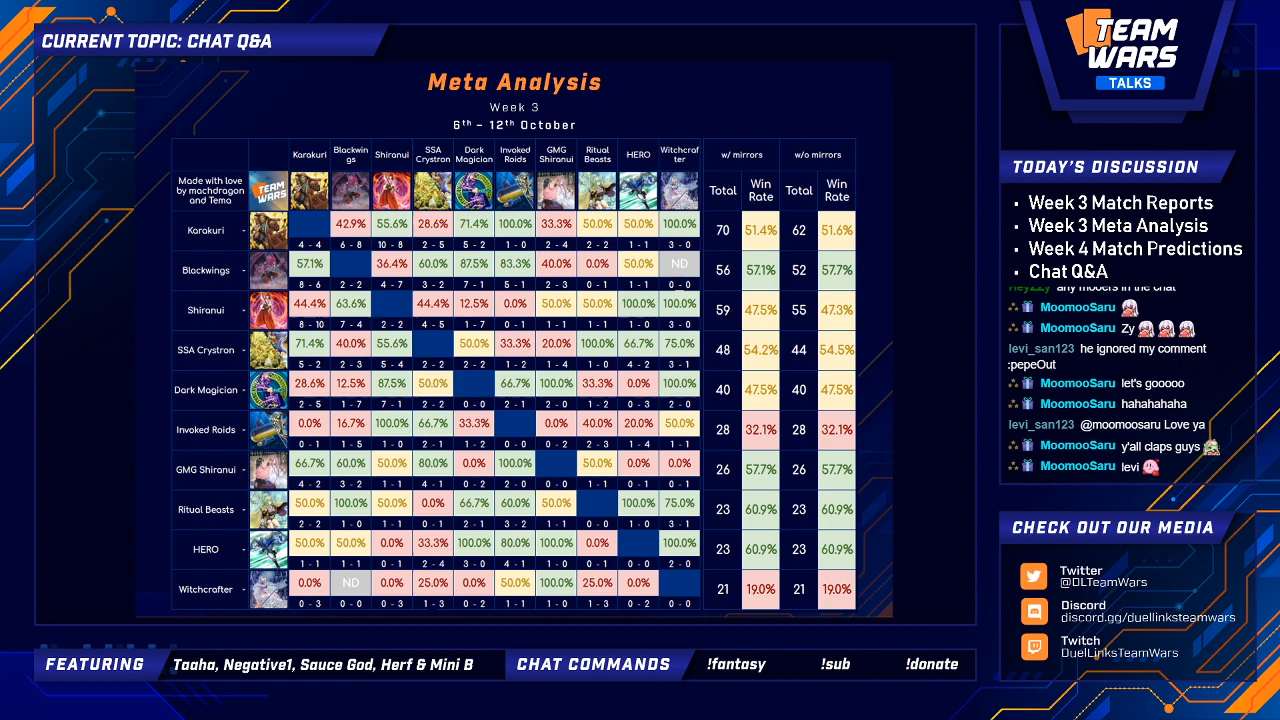 CURRENT TOPIC: CHAT Q&A
Meta Analysis
Week 3
6th – 12th October
Made with love by machdragon and Tema
TEAM WARS
Karakuri Blackwin gs Shiranui SSA Crystron Dark Magician Invoked Roids GMG Shiranui Ritual Beasts HERO Witchcraf ter w/ mirrors w/o mirrors
Total Win Rate Total Win Rate
Karakuri - 42.9% 55.6% 28.6% 71.4% 100.0% 33.3% 50.0% 50.0% 100.0% 70 51.4% 62 51.6%
4 - 4 6 - 8 10 - 8 2 - 5 5 - 2 1 - 0 2 - 4 2 - 2 1 - 1 3 - 0
Blackwings - 57.1% 36.4% 60.0% 87.5% 83.3% 40.0% 0.0% 50.0% ND 56 57.1% 52 57.7%
8 - 6 2 - 2 4 - 7 3 - 2 7 - 1 5 - 1 2 - 3 0 - 1 1 - 1 0 - 0
Shiranui - 44.4% 63.6% 44.4% 12.5% 0.0% 50.0% 50.0% 100.0% 100.0% 59 47.5% 55 47.3%
8 - 10 7 - 4 2 - 2 4 - 5 1 - 7 0 - 1 1 - 1 1 - 1 1 - 0 3 - 0
SSA Crystron - 71.4% 40.0% 55.6% 50.0% 33.3% 20.0% 100.0% 66.7% 75.0% 48 54.2% 44 54.5%
5 - 2 2 - 3 5 - 4 2 - 2 2 - 2 1 - 2 1 - 4 1 - 0 4 - 2 3 - 1
Dark Magician - 28.6% 12.5% 87.5% 50.0% 66.7% 100.0% 33.3% 0.0% 100.0% 40 47.5% 40 47.5%
2 - 5 1 - 7 7 - 1 2 - 2 0 - 0 2 - 1 2 - 0 1 - 2 0 - 3 2 - 0
Invoked Roids - 0.0% 16.7% 100.0% 66.7% 33.3% 0.0% 40.0% 20.0% 50.0% 28 32.1% 28 32.1%
0 - 1 1 - 5 1 - 0 2 - 1 1 - 2 0 - 0 0 - 2 2 - 3 1 - 4 1 - 1
GMG Shiranui - 66.7% 60.0% 50.0% 80.0% 0.0% 100.0% 50.0% 0.0% 0.0% 26 57.7% 26 57.7%
4 - 2 3 - 2 1 - 1 4 - 1 0 - 2 2 - 0 0 - 0 1 - 1 0 - 1 0 - 1
Ritual Beasts - 50.0% 100.0% 50.0% 0.0% 66.7% 60.0% 50.0% 100.0% 75.0% 23 60.9% 23 60.9%
2 - 2 1 - 0 1 - 1 0 - 1 2 - 1 3 - 2 1 - 1 0 - 0 1 - 0 3 - 1
HERO - 50.0% 50.0% 0.0% 33.3% 100.0% 80.0% 100.0% 0.0% 100.0% 23 60.9% 23 60.9%
1 - 1 1 - 1 0 - 1 2 - 4 3 - 0 4 - 1 1 - 0 0 - 1 0 - 0 2 - 0
Witchcrafter - 0.0% ND 0.0% 25.0% 0.0% 50.0% 100.0% 25.0% 0.0% 21 19.0% 21 19.0%
0 - 3 0 - 0 0 - 3 1 - 3 0 - 2 1 - 1 1 - 0 1 - 3 0 - 2 0 - 0
TEAM
WARS
TALKS
TODAY'S DISCUSSION
• Week 3 Match Reports
• Week 3 Meta Analysis
• Week 4 Match Predictions
• Chat Q&A
HeyZzy any mooers in the chat
MoomooSaru
MoomooSaru Zy
levi_san123 he ignored my comment
:pepeOut
MoomooSaru let's gooooo
MoomooSaru hahahahaha
levi_san123 @moomoosaru Love ya
MoomooSaru y'all claps guys
MoomooSaru levi
CHECK OUT OUR MEDIA
Twitter
@DLTeamWars
Discord
discord.gg/duellinksteamwars
Twitch
DuelLinksTeamWars
FEATURING Taaha, Negative1, Sauce God, Herf & Mini B CHAT COMMANDS !fantasy !sub !donate